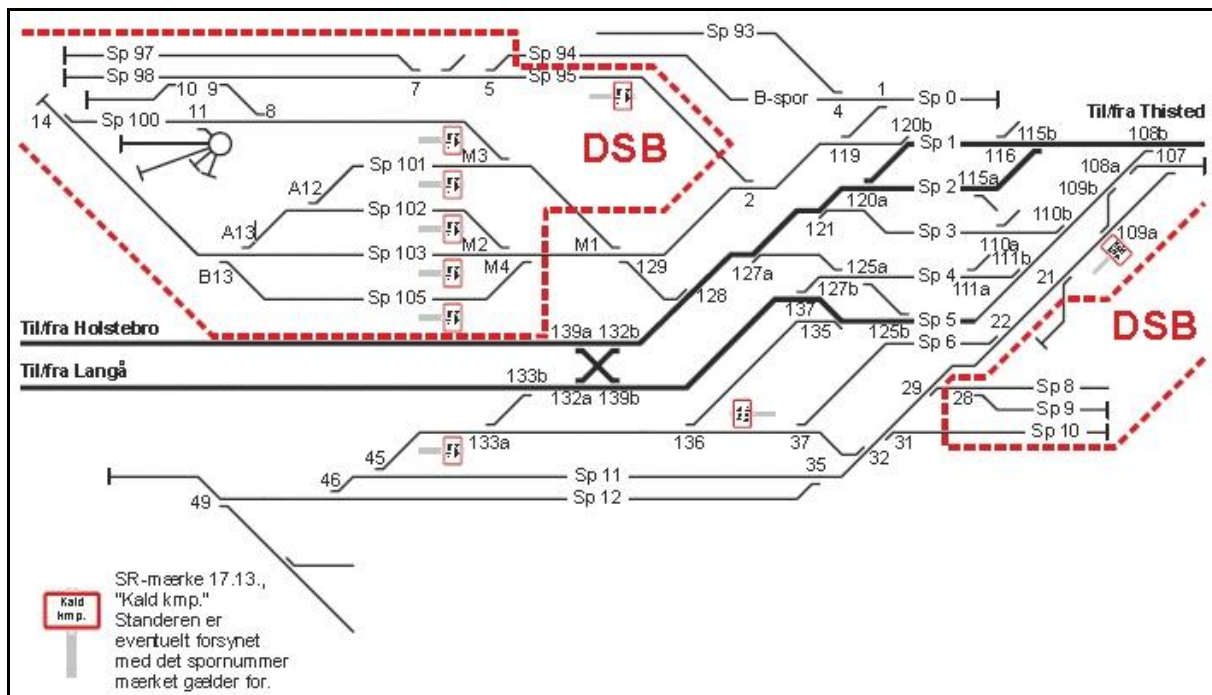 Sp 93
Sp 97
Sp 94
Sp 98
Sp 95
10 9
7
5
B-spor
1
4
Sp 0
14
Sp 100
11
8
DSB
120b
Sp 1
115b
Til/fra Thisted
108b
M3
119
116
107
Sp 101
108a
A12
2
Sp 2
115a
109b
Sp 102
120a
110b
A13
121
Sp 3
109a
M2
M1
110a
Sp 103
M4
129
127a
125a
111b
B13
Sp 4
111a
21
Sp 105
128
127b
137
Sp 5
22
DSB
Til/fra Holstebro
139a 132b
135
125b
Sp 6
Til/fra Langå
133b
29
Sp 8
132a 139b
28
Sp 9
133a
136
37
31
Sp 10
45
32
46
Sp 11
35
49
Sp 12
SR-mærke 17.13.,
Kald
kmp.
"Kald kmp."
Standeren er
eventuelt forsynet
med det spornummer
mærket gælder for.